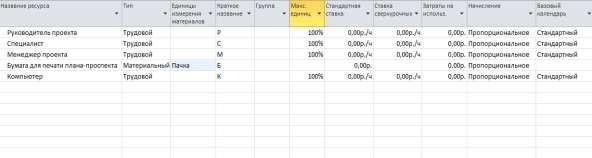 Название ресурса Тип Единицы измерения материалов Краткое название Группа Макс. единиц Стандартная ставка Ставка сверхурочных Затраты на использ. Начисление Базовый календарь
Руководитель проекта Трудовой Р 100% 0,00р./ч 0,00р./ч 0,00р. Пропорциональное Стандартный
Специалист Трудовой С 100% 0,00р./ч 0,00р./ч 0,00р. Пропорциональное Стандартный
Менеджер проекта Трудовой М 100% 0,00р./ч 0,00р./ч 0,00р. Пропорциональное Стандартный
Бумага для печати плана-проспекта Материальный Пачка Б 0,00р. 0,00р. Пропорциональное
Компьютер Трудовой К 100% 0,00р./ч 0,00р./ч 0,00р. Пропорциональное Стандартный